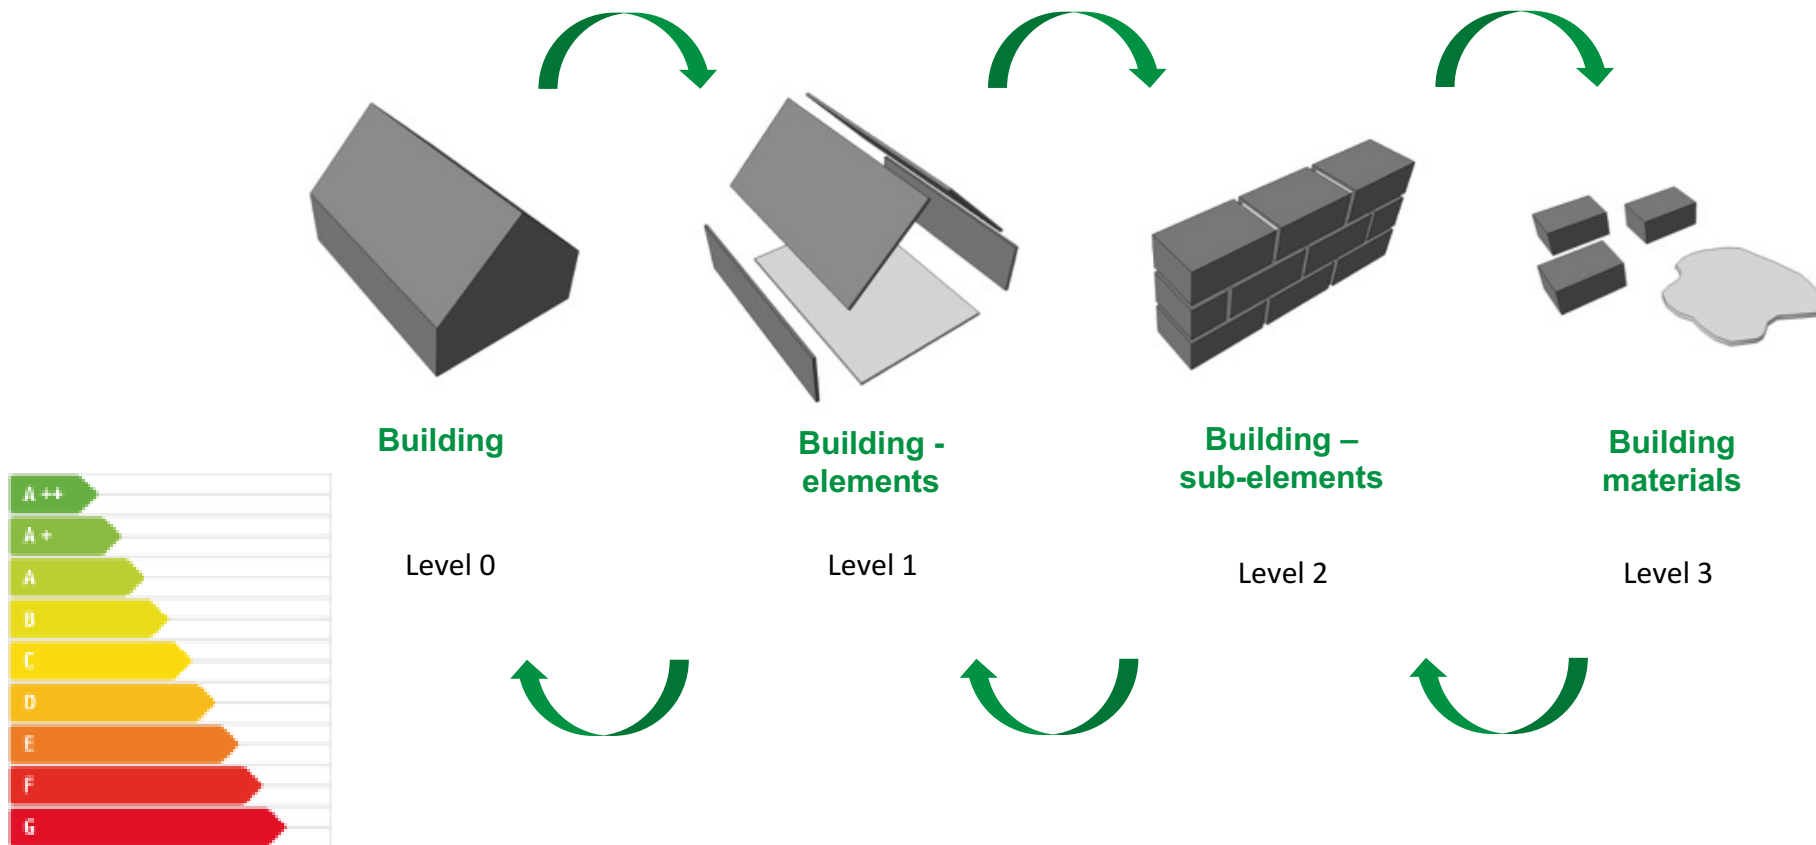 Building
Building -
elements
Building –
sub-elements
Building
materials
Level 0
Level 1
Level 2
Level 3
A ++
A +
A
B
C
D
E
F
G